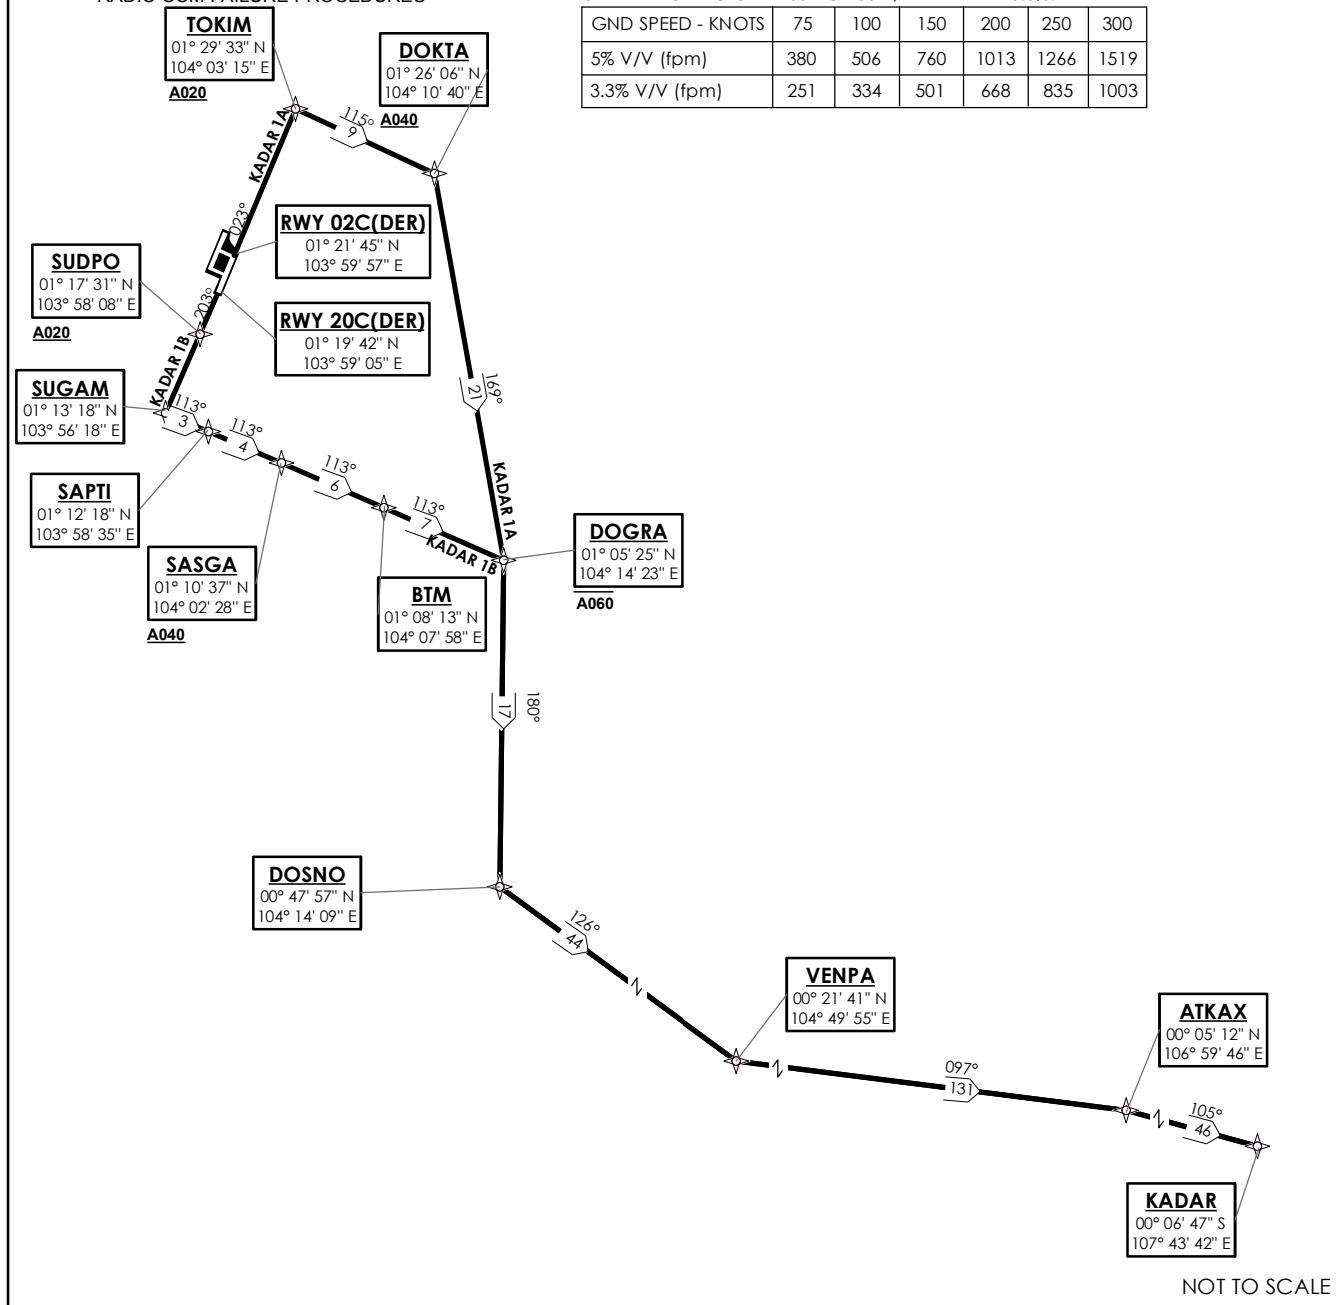 TOKIM
01° 29' 33" N
104° 03' 15" E
A020
DOKTA
01° 26' 06" N
104° 10' 40" E
A040
GND SPEED - KNOTS 75 100 150 200 250 300
5% V/V (fpm) 380 506 760 1013 1266 1519
3.3% V/V (fpm) 251 334 501 668 835 1003
115°
9
KADAR 1A
023°
RWY 02C(DER)
01° 21' 45" N
103° 59' 57" E
SUDPO
01° 17' 31" N
103° 58' 08" E
A020
203°
RWY 20C(DER)
01° 19' 42" N
103° 59' 05" E
KADAR 1B
SUGAM
01° 13' 18" N
103° 56' 18" E
113°
3
113°
4
113°
6
113°
7
KADAR 1B
169°
21
KADAR 1A
SAPTI
01° 12' 18" N
103° 58' 35" E
SASGA
01° 10' 37" N
104° 02' 28" E
A040
BTM
01° 08' 13" N
104° 07' 58" E
DOGRA
01° 05' 25" N
104° 14' 23" E
A060
180°
17
DOSNO
00° 47' 57" N
104° 14' 09" E
126°
44
VENPA
00° 21' 41" N
104° 49' 55" E
097°
131
ATKAX
00° 05' 12" N
106° 59' 46" E
105°
46
KADAR
00° 06' 47" S
107° 43' 42" E
NOT TO SCALE